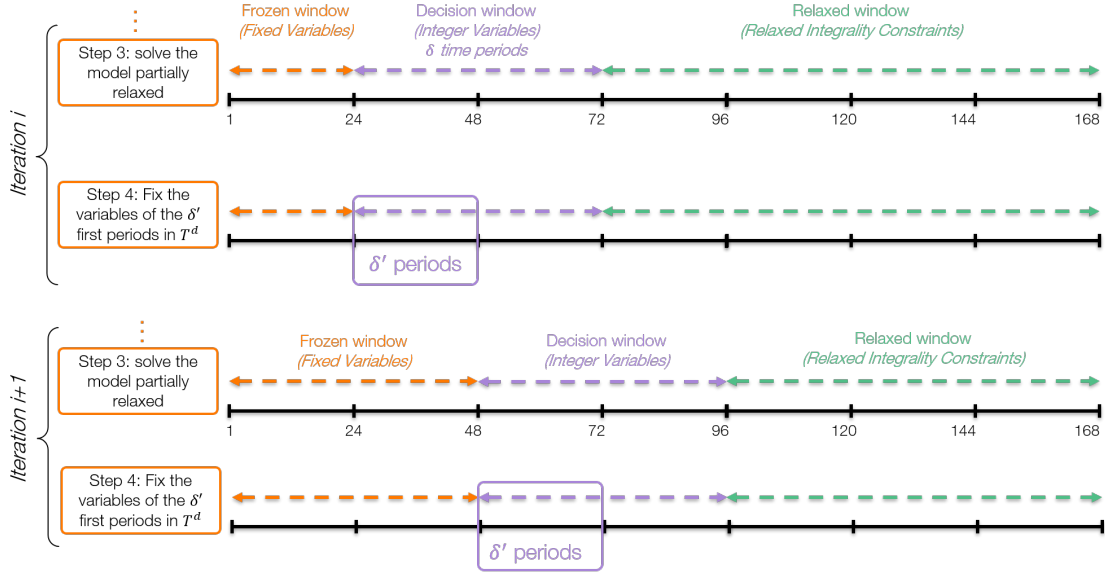 Frozen window
(Fixed Variables)
Decision window
(Integer Variables)
δ time periods
Relaxed window
(Relaxed Integrality Constraints)
Iteration i
Step 3: solve the
model partially
relaxed
1 24 48 72 96 120 144 168
Step 4: Fix the
variables of the δ′
first periods in T^d
δ′ periods
Frozen window
(Fixed Variables)
Decision window
(Integer Variables)
Relaxed window
(Relaxed Integrality Constraints)
Iteration i+1
Step 3: solve the
model partially
relaxed
1 24 48 72 96 120 144 168
Step 4: Fix the
variables of the δ′
first periods in T^d
δ′ periods